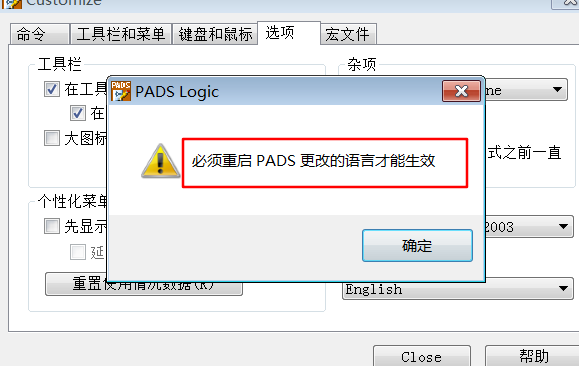 Customize
命令 工具栏和菜单 键盘和鼠标 选项 宏文件
工具栏 杂项
在工具
PADS Logic
在
大图标
式之前一直
必须重启 PADS 更改的语言才能生效
个性化菜单
先显示
2003
延
确定
重置使用情况数据(R)
English
Close 帮助